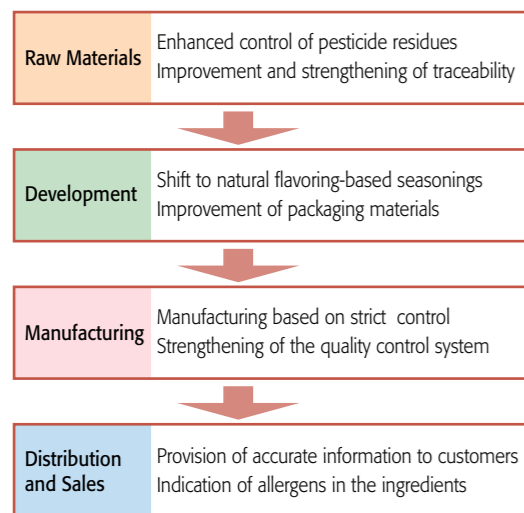 Raw Materials
Enhanced control of pesticide residues
Improvement and strengthening of traceability
Development
Shift to natural flavoring-based seasonings
Improvement of packaging materials
Manufacturing
Manufacturing based on strict control
Strengthening of the quality control system
Distribution
and Sales
Provision of accurate information to customers
Indication of allergens in the ingredients